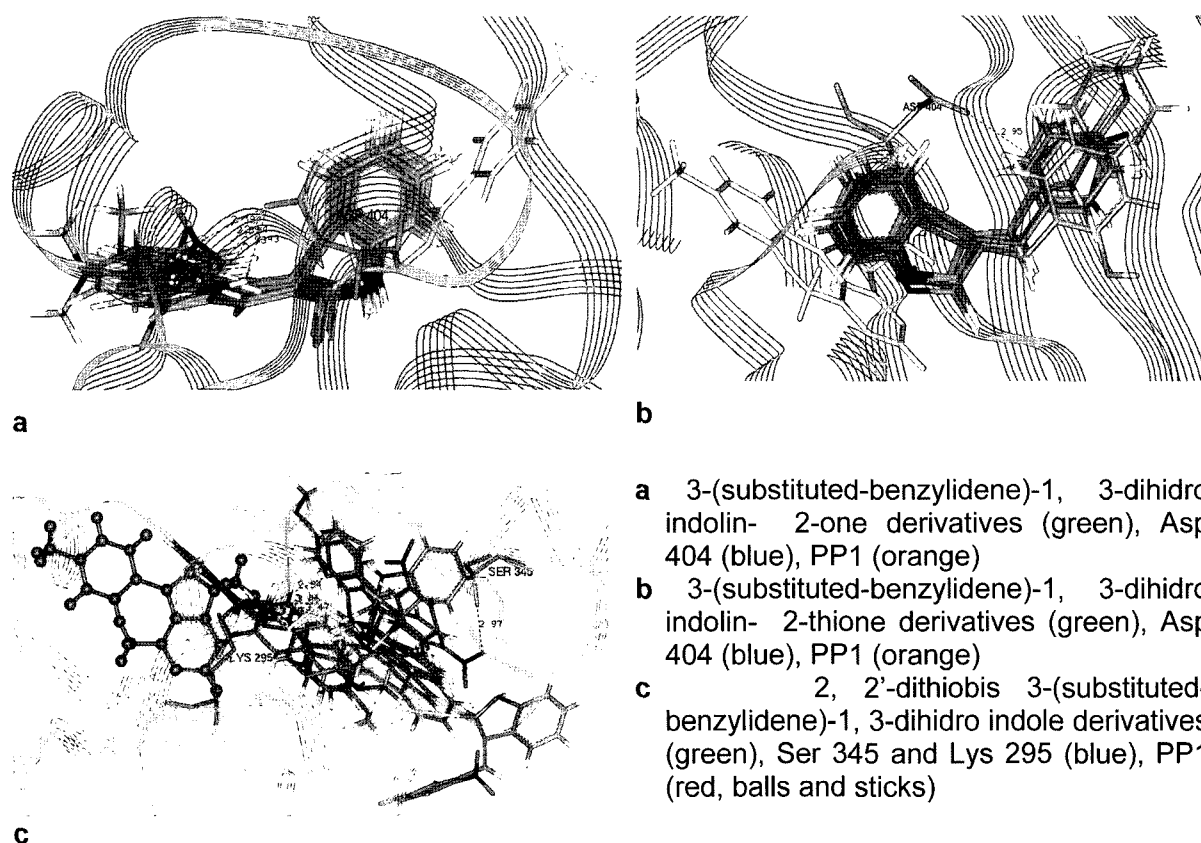 ASP 404
2 95
404
a
b
SER 345
2 97
LYS 295
c
a 3-(substituted-benzylidene)-1, 3-dihidro
indolin- 2-one derivatives (green), Asp
404 (blue), PP1 (orange)
b 3-(substituted-benzylidene)-1, 3-dihidro
indolin- 2-thione derivatives (green), Asp
404 (blue), PP1 (orange)
c 2, 2’-dithiobis 3-(substituted-
benzylidene)-1, 3-dihidro indole derivatives
(green), Ser 345 and Lys 295 (blue), PP1
(red, balls and sticks)